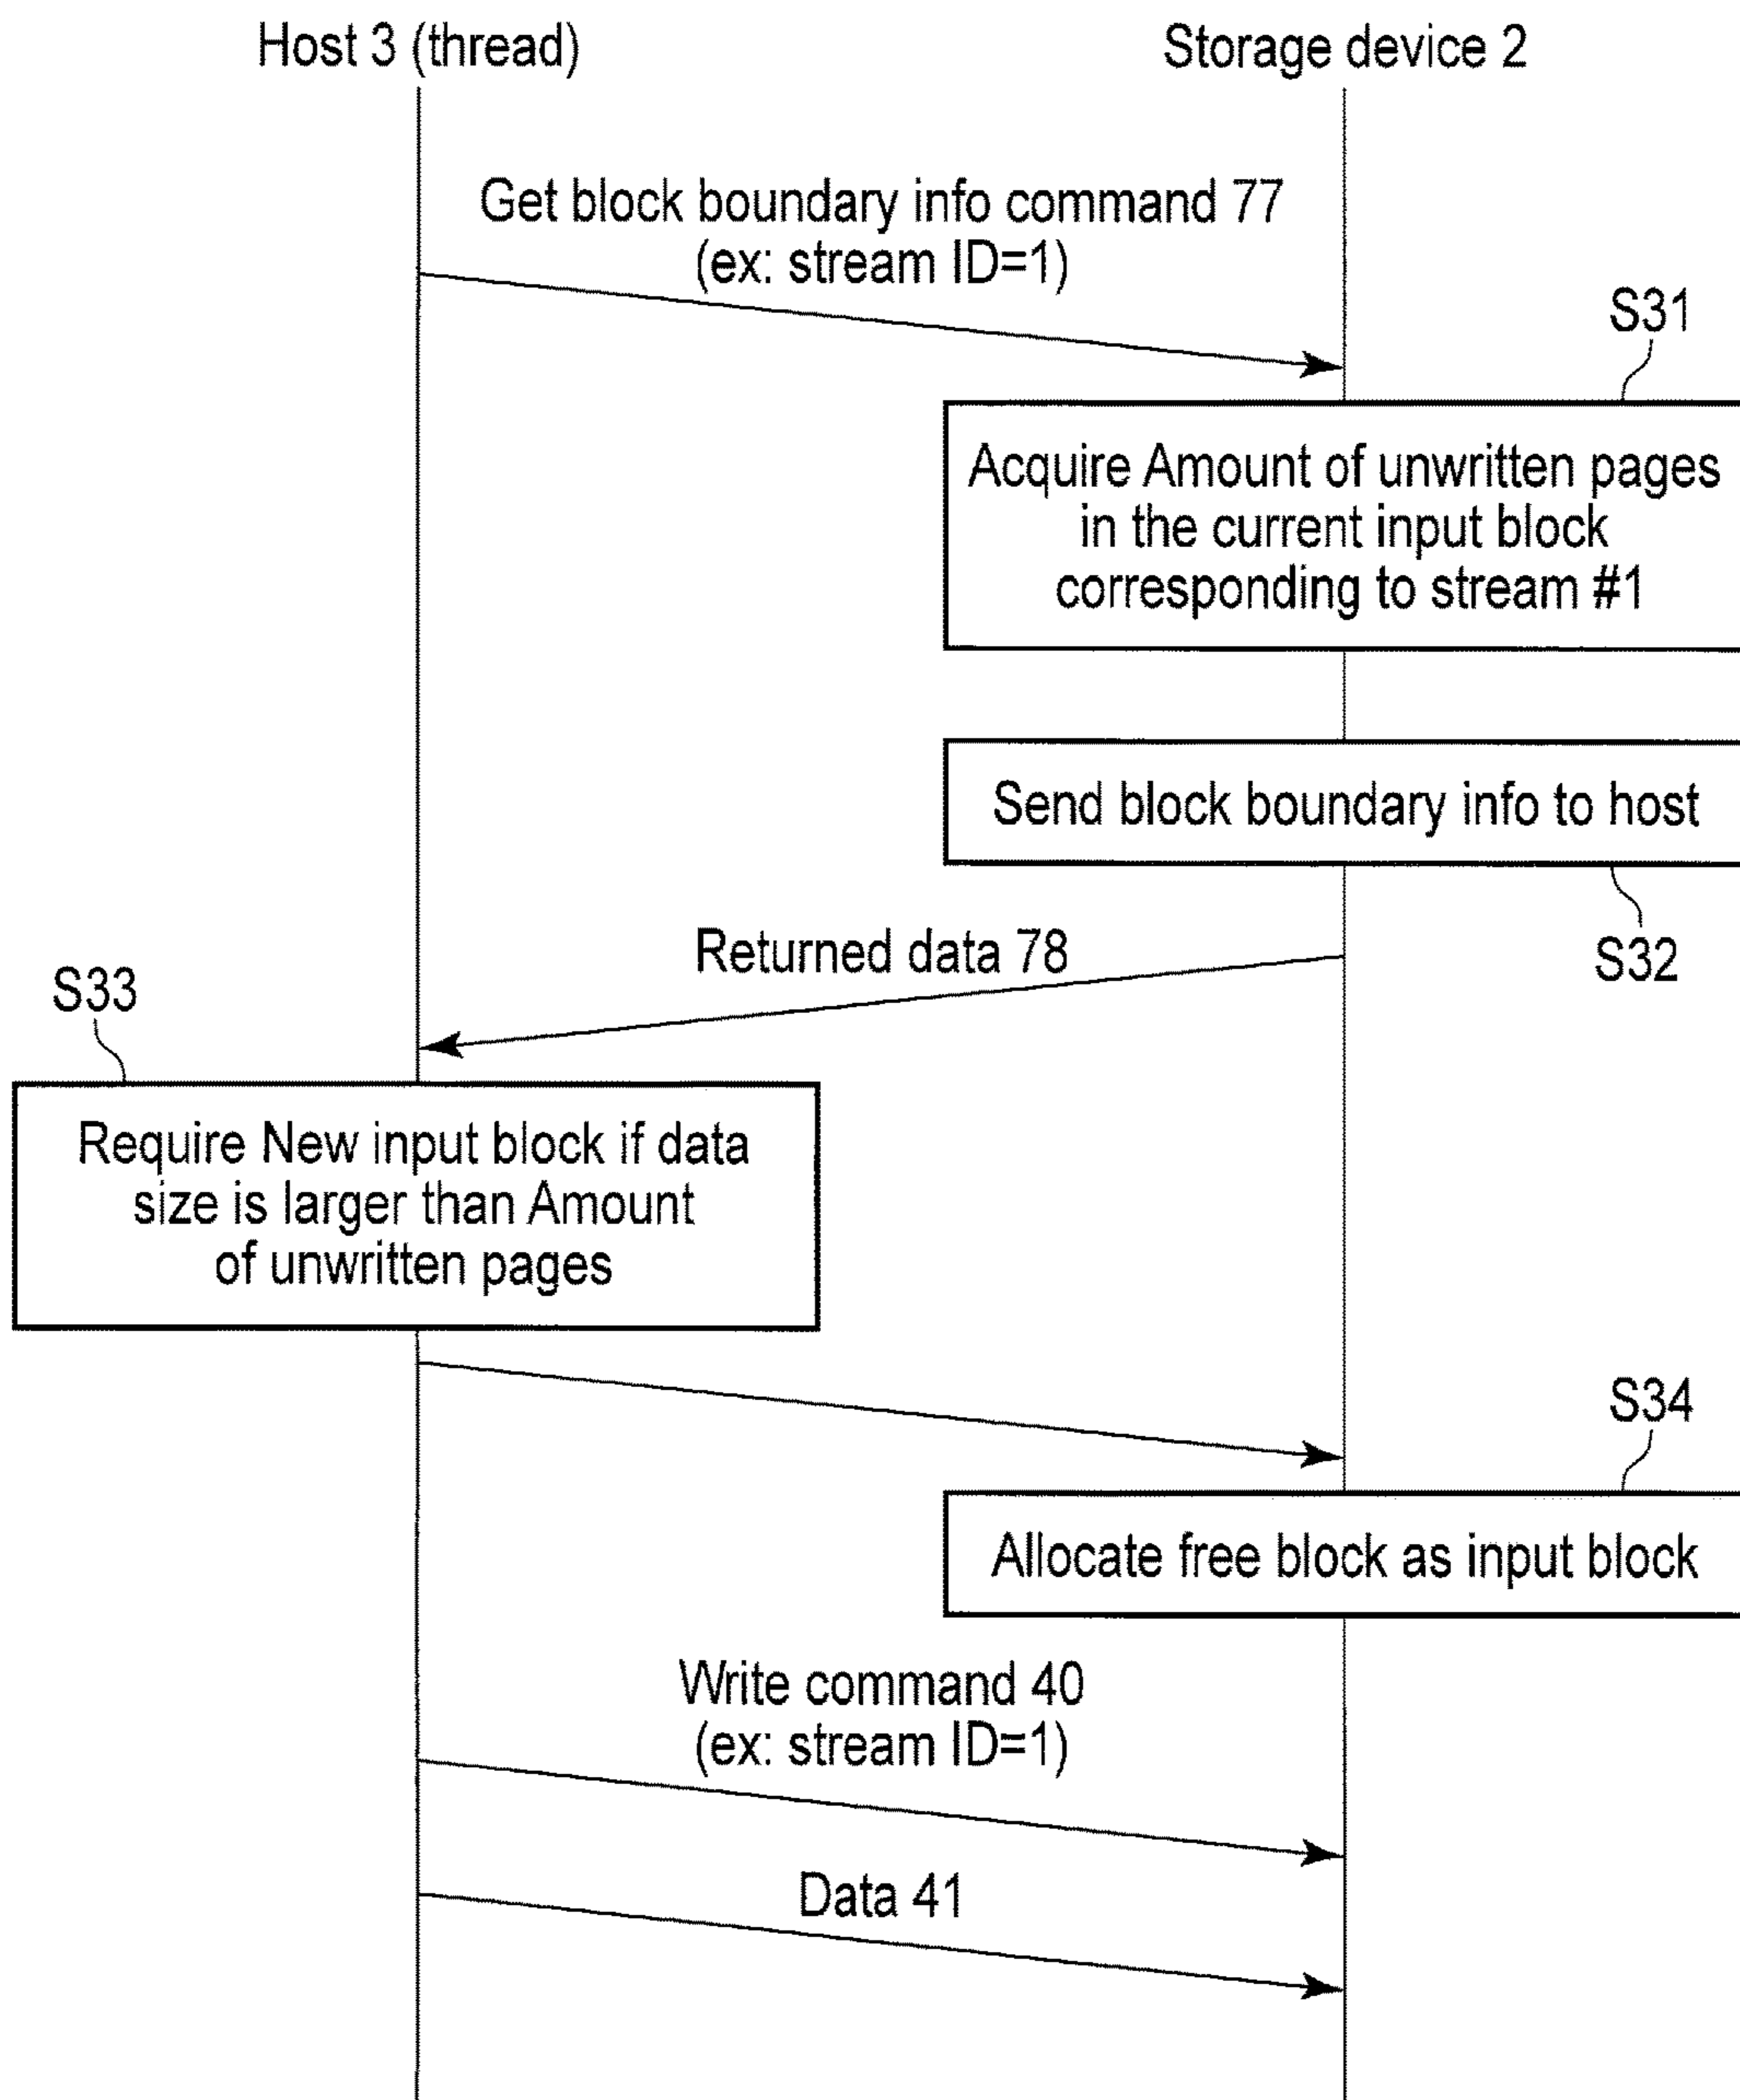 Host 3 (thread)
Storage device 2
Get block boundary info command 77
(ex: stream ID=1)
S31
Acquire Amount of unwritten pages
in the current input block
corresponding to stream #1
Send block boundary info to host
S32
Returned data 78
S33
Require New input block if data
size is larger than Amount
of unwritten pages
S34
Allocate free block as input block
Write command 40
(ex: stream ID=1)
Data 41